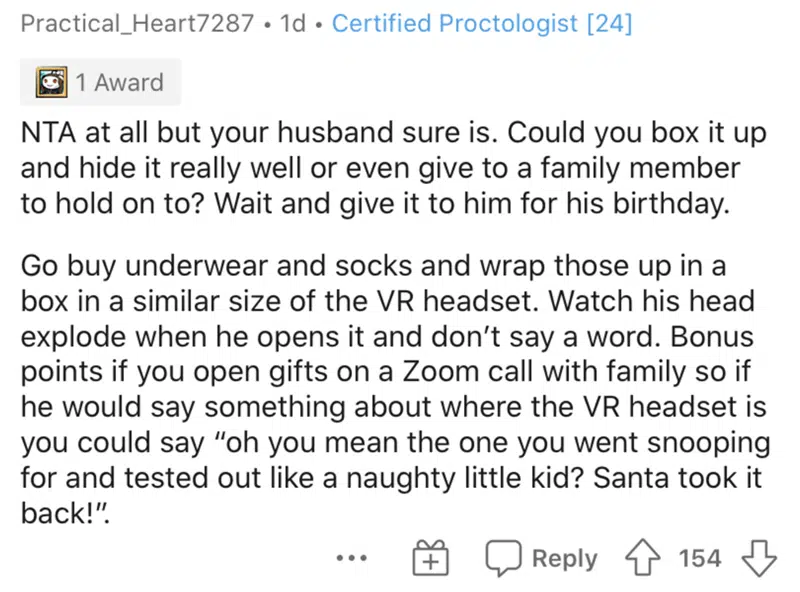 Practical_Heart7287 • 1d • Certified Proctologist [24]
1 Award
NTA at all but your husband sure is. Could you box it up
and hide it really well or even give to a family member
to hold on to? Wait and give it to him for his birthday.
Go buy underwear and socks and wrap those up in a
box in a similar size of the VR headset. Watch his head
explode when he opens it and don’t say a word. Bonus
points if you open gifts on a Zoom call with family so if
he would say something about where the VR headset is
you could say “oh you mean the one you went snooping
for and tested out like a naughty little kid? Santa took it
back!”.
Reply 154